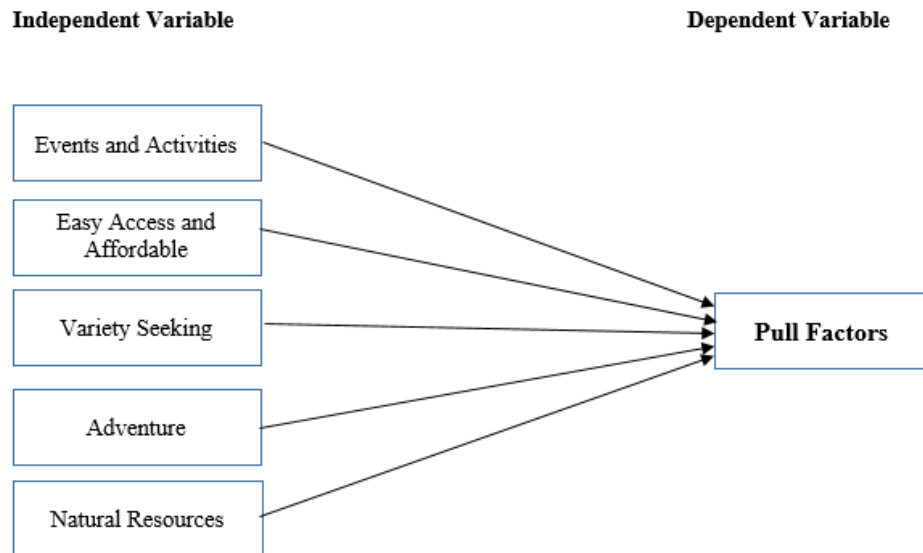 Independent Variable
Dependent Variable
Events and Activities
Easy Access and
Affordable
Variety Seeking
Adventure
Natural Resources
Pull Factors